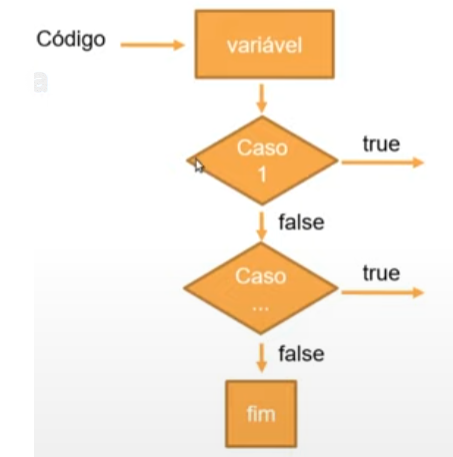 Código
variável
Caso
1
true
false
Caso
...
true
false
fim